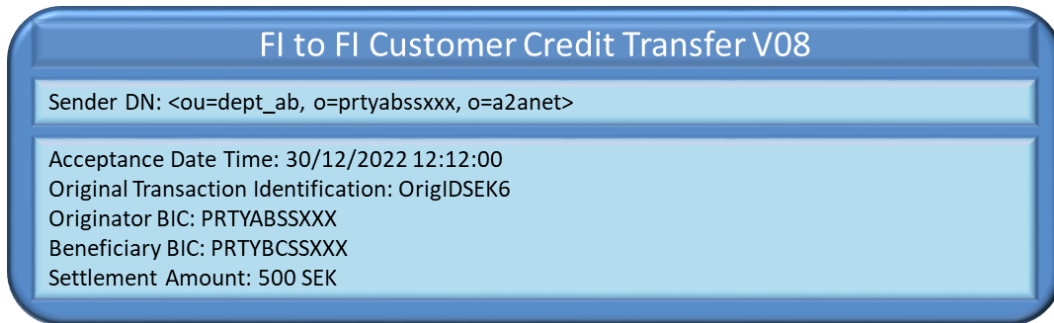 FI to FI Customer Credit Transfer V08
Sender DN: <ou=dept_ab, o=prtyabssxxx, o=a2anet>
Acceptance Date Time: 30/12/2022 12:12:00
Original Transaction Identification: OrigIDSEK6
Originator BIC: PRTYABSSXXX
Beneficiary BIC: PRTYBCSSXXX
Settlement Amount: 500 SEK